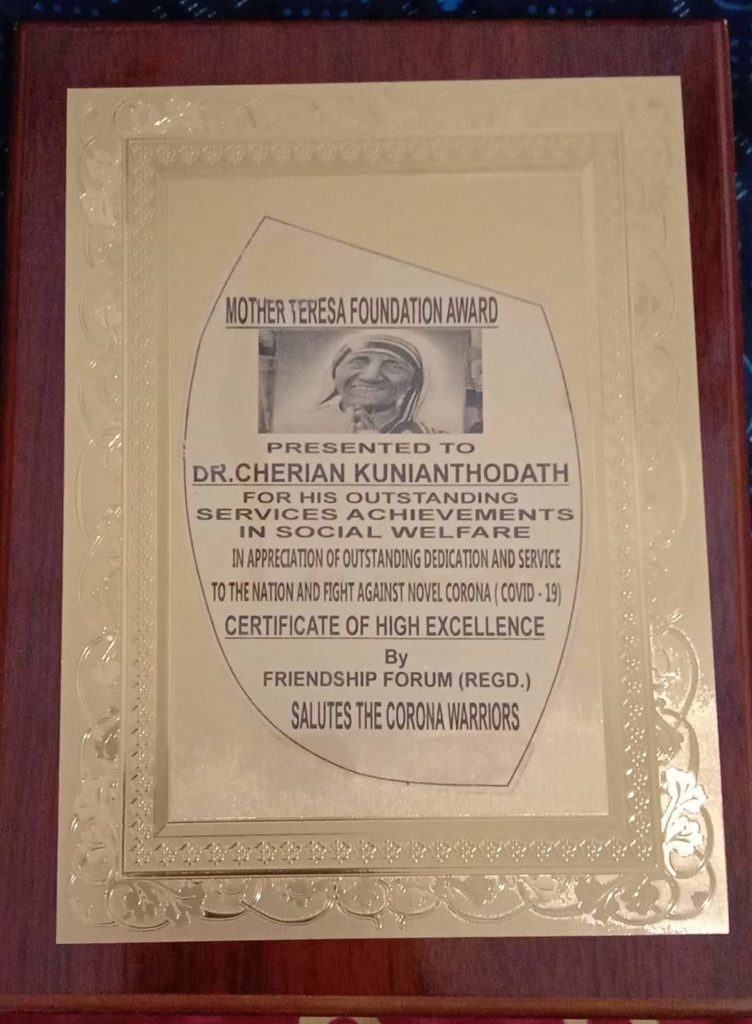 MOTHER TERESA FOUNDATION AWARD
PRESENTED TO
DR.CHERIAN KUNIANTHODATH
FOR HIS OUTSTANDING
SERVICES ACHIEVEMENTS
IN SOCIAL WELFARE
IN APPRECIATION OF OUTSTANDING DEDICATION AND SERVICE
TO THE NATION AND FIGHT AGAINST NOVEL CORONA ( COVID - 19)
CERTIFICATE OF HIGH EXCELLENCE
By
FRIENDSHIP FORUM (REGD.)
SALUTES THE CORONA WARRIORS